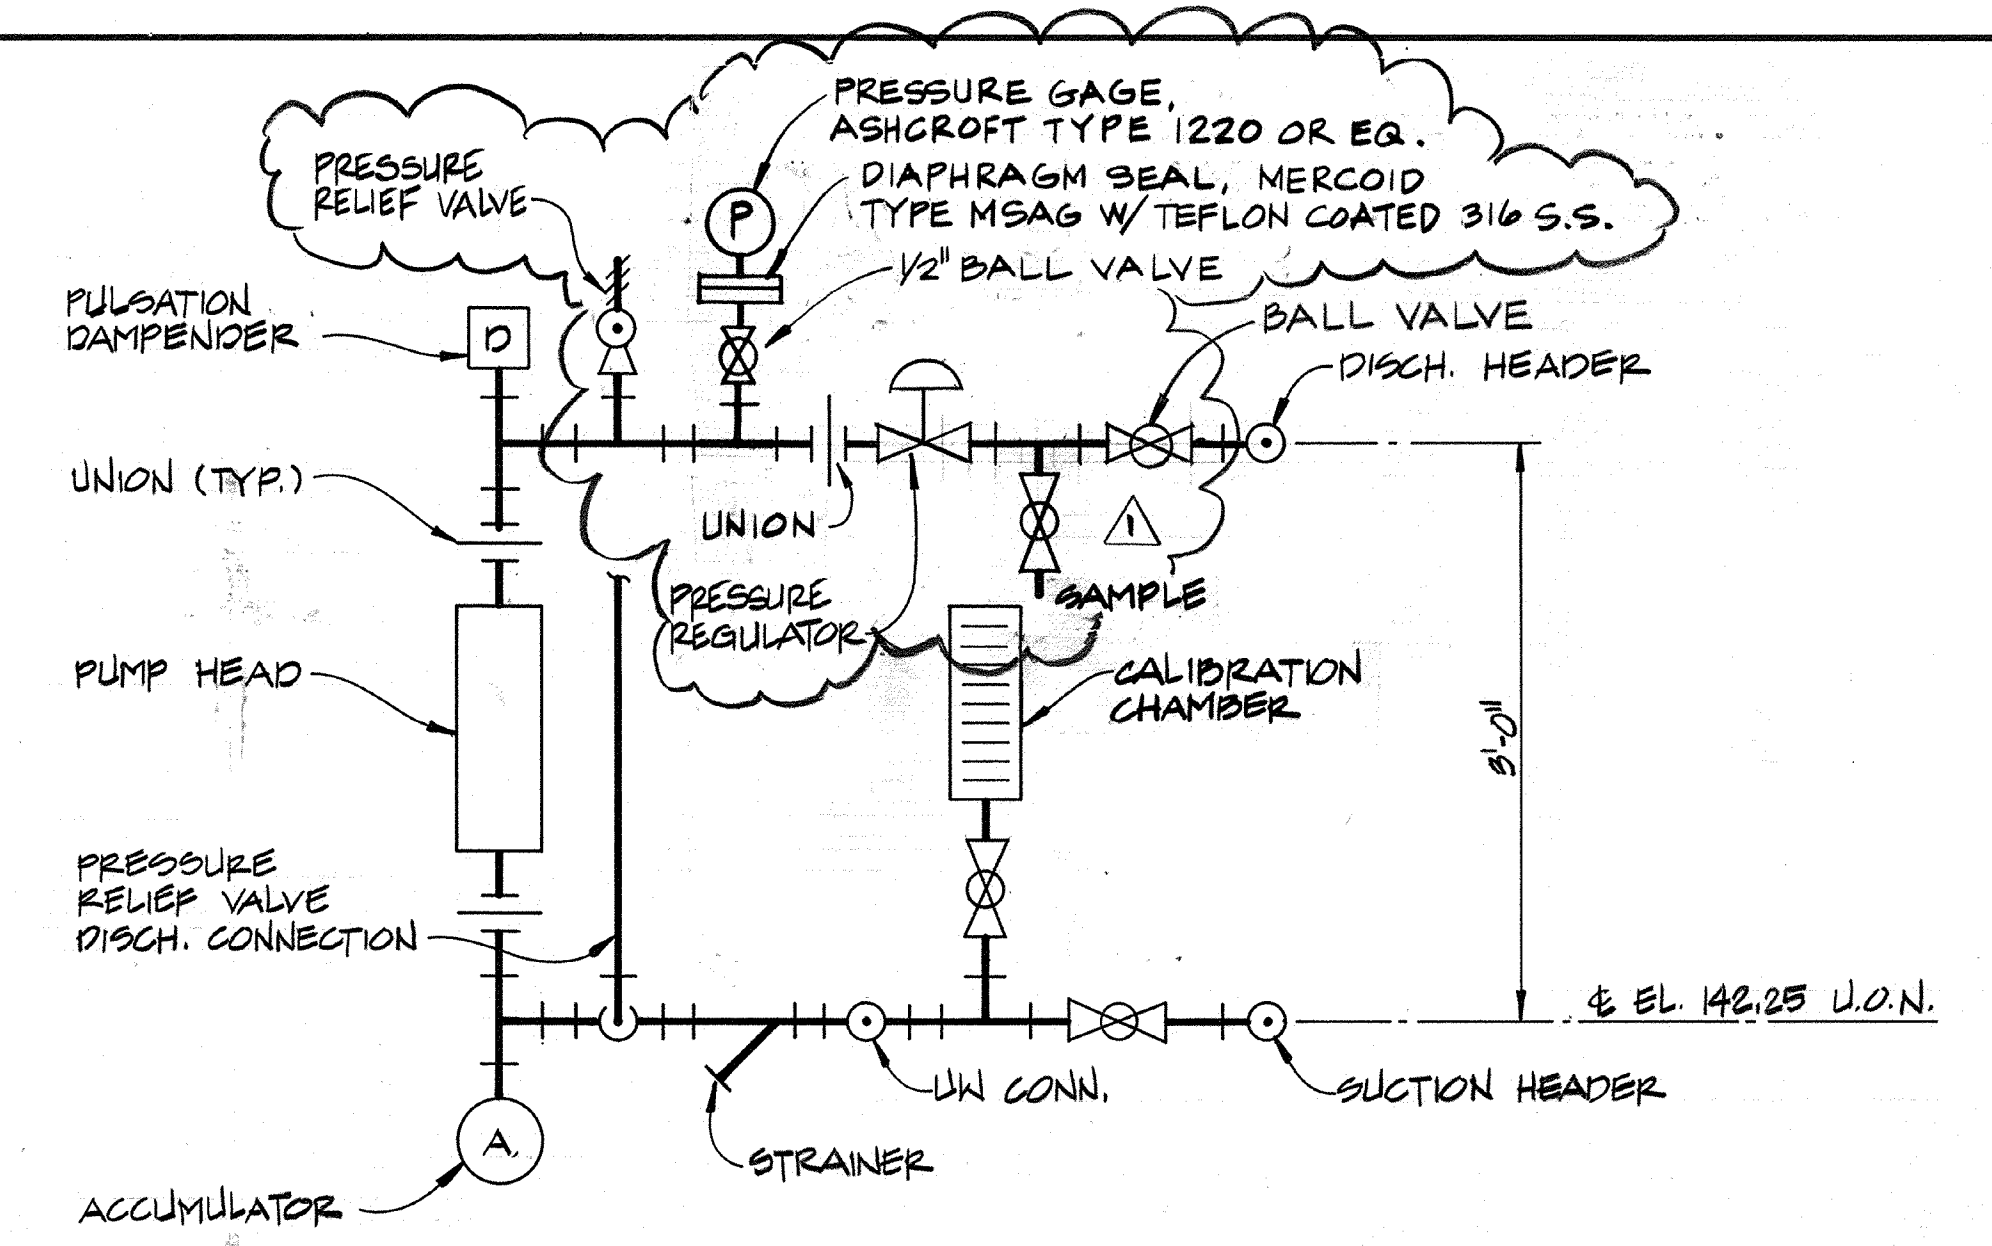 PRESSURE GAGE,
ASHCROFT TYPE 1220 OR EQ.
DIAPHRAGM SEAL, MERCOID
TYPE MSAG W/ TEFLON COATED 316 S.S.
PRESSURE
RELIEF VALVE
P
1/2" BALL VALVE
PULSATION
DAMPENDER
D
BALL VALVE
DISCH. HEADER
UNION (TYP.)
UNION
1
PRESSURE
REGULATOR
SAMPLE
PUMP HEAD
CALIBRATION
CHAMBER
3'-0"
PRESSURE
RELIEF VALVE
DISCH. CONNECTION
℄ EL. 142.25 U.O.N.
UW CONN.
SUCTION HEADER
A.
STRAINER
ACCUMULATOR